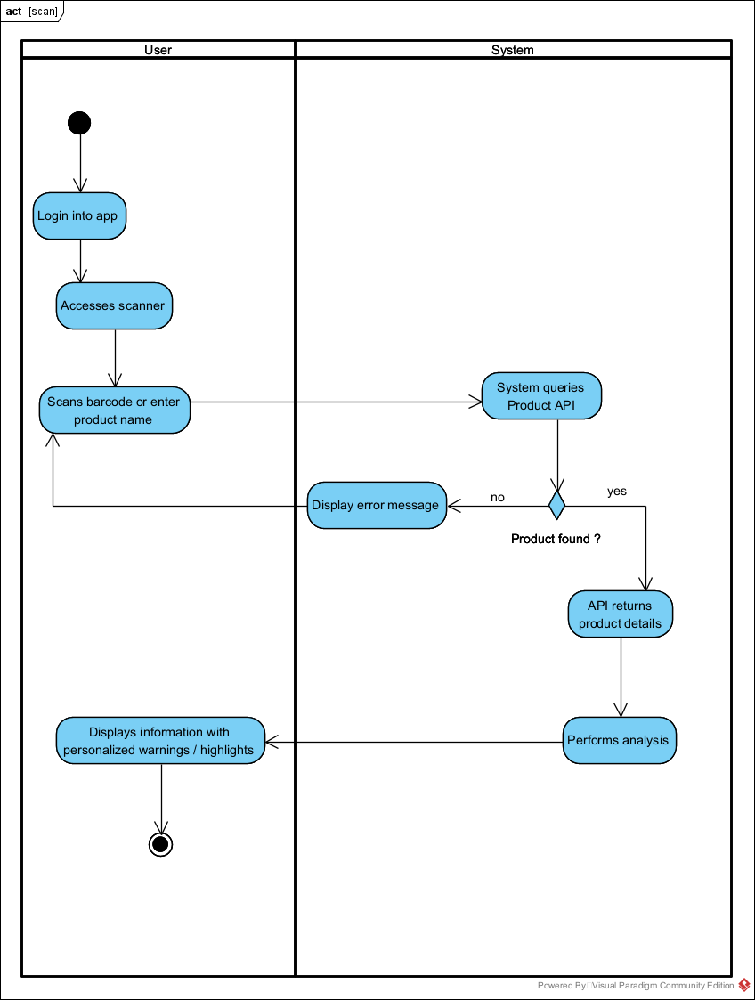 act [scan]
User
System
Login into app
Accesses scanner
Scans barcode or enter
product name
System queries
Product API
Display error message
no
yes
Product found ?
API returns
product details
Displays information with
personalized warnings / highlights
Performs analysis
Powered By Visual Paradigm Community Edition